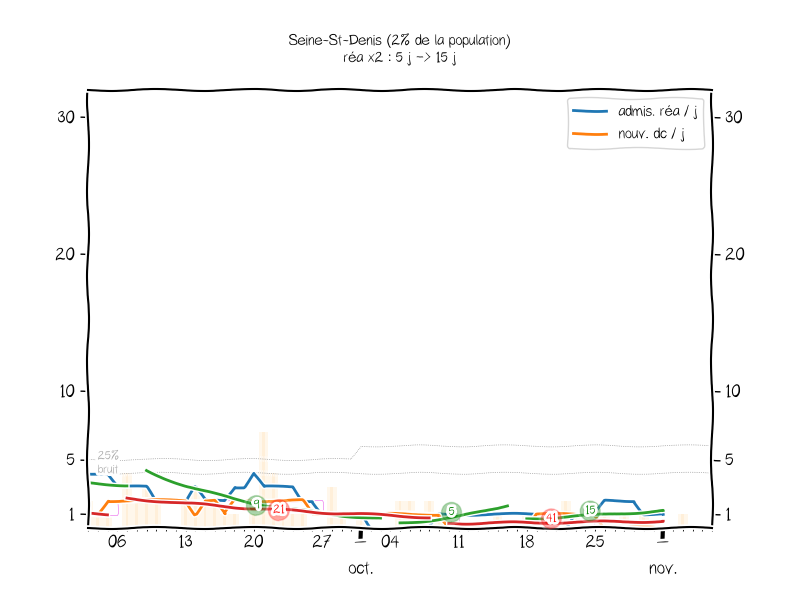 Seine-St-Denis (2% de la population)
réa x2 : 5 j -> 15 j
admis. réa / j
nouv. dc / j
30
30
20
20
10
10
5
5
1
1
25%
bruit
9
21
5
41
15
06 13 20 27 04 11 18 25
oct. nov.